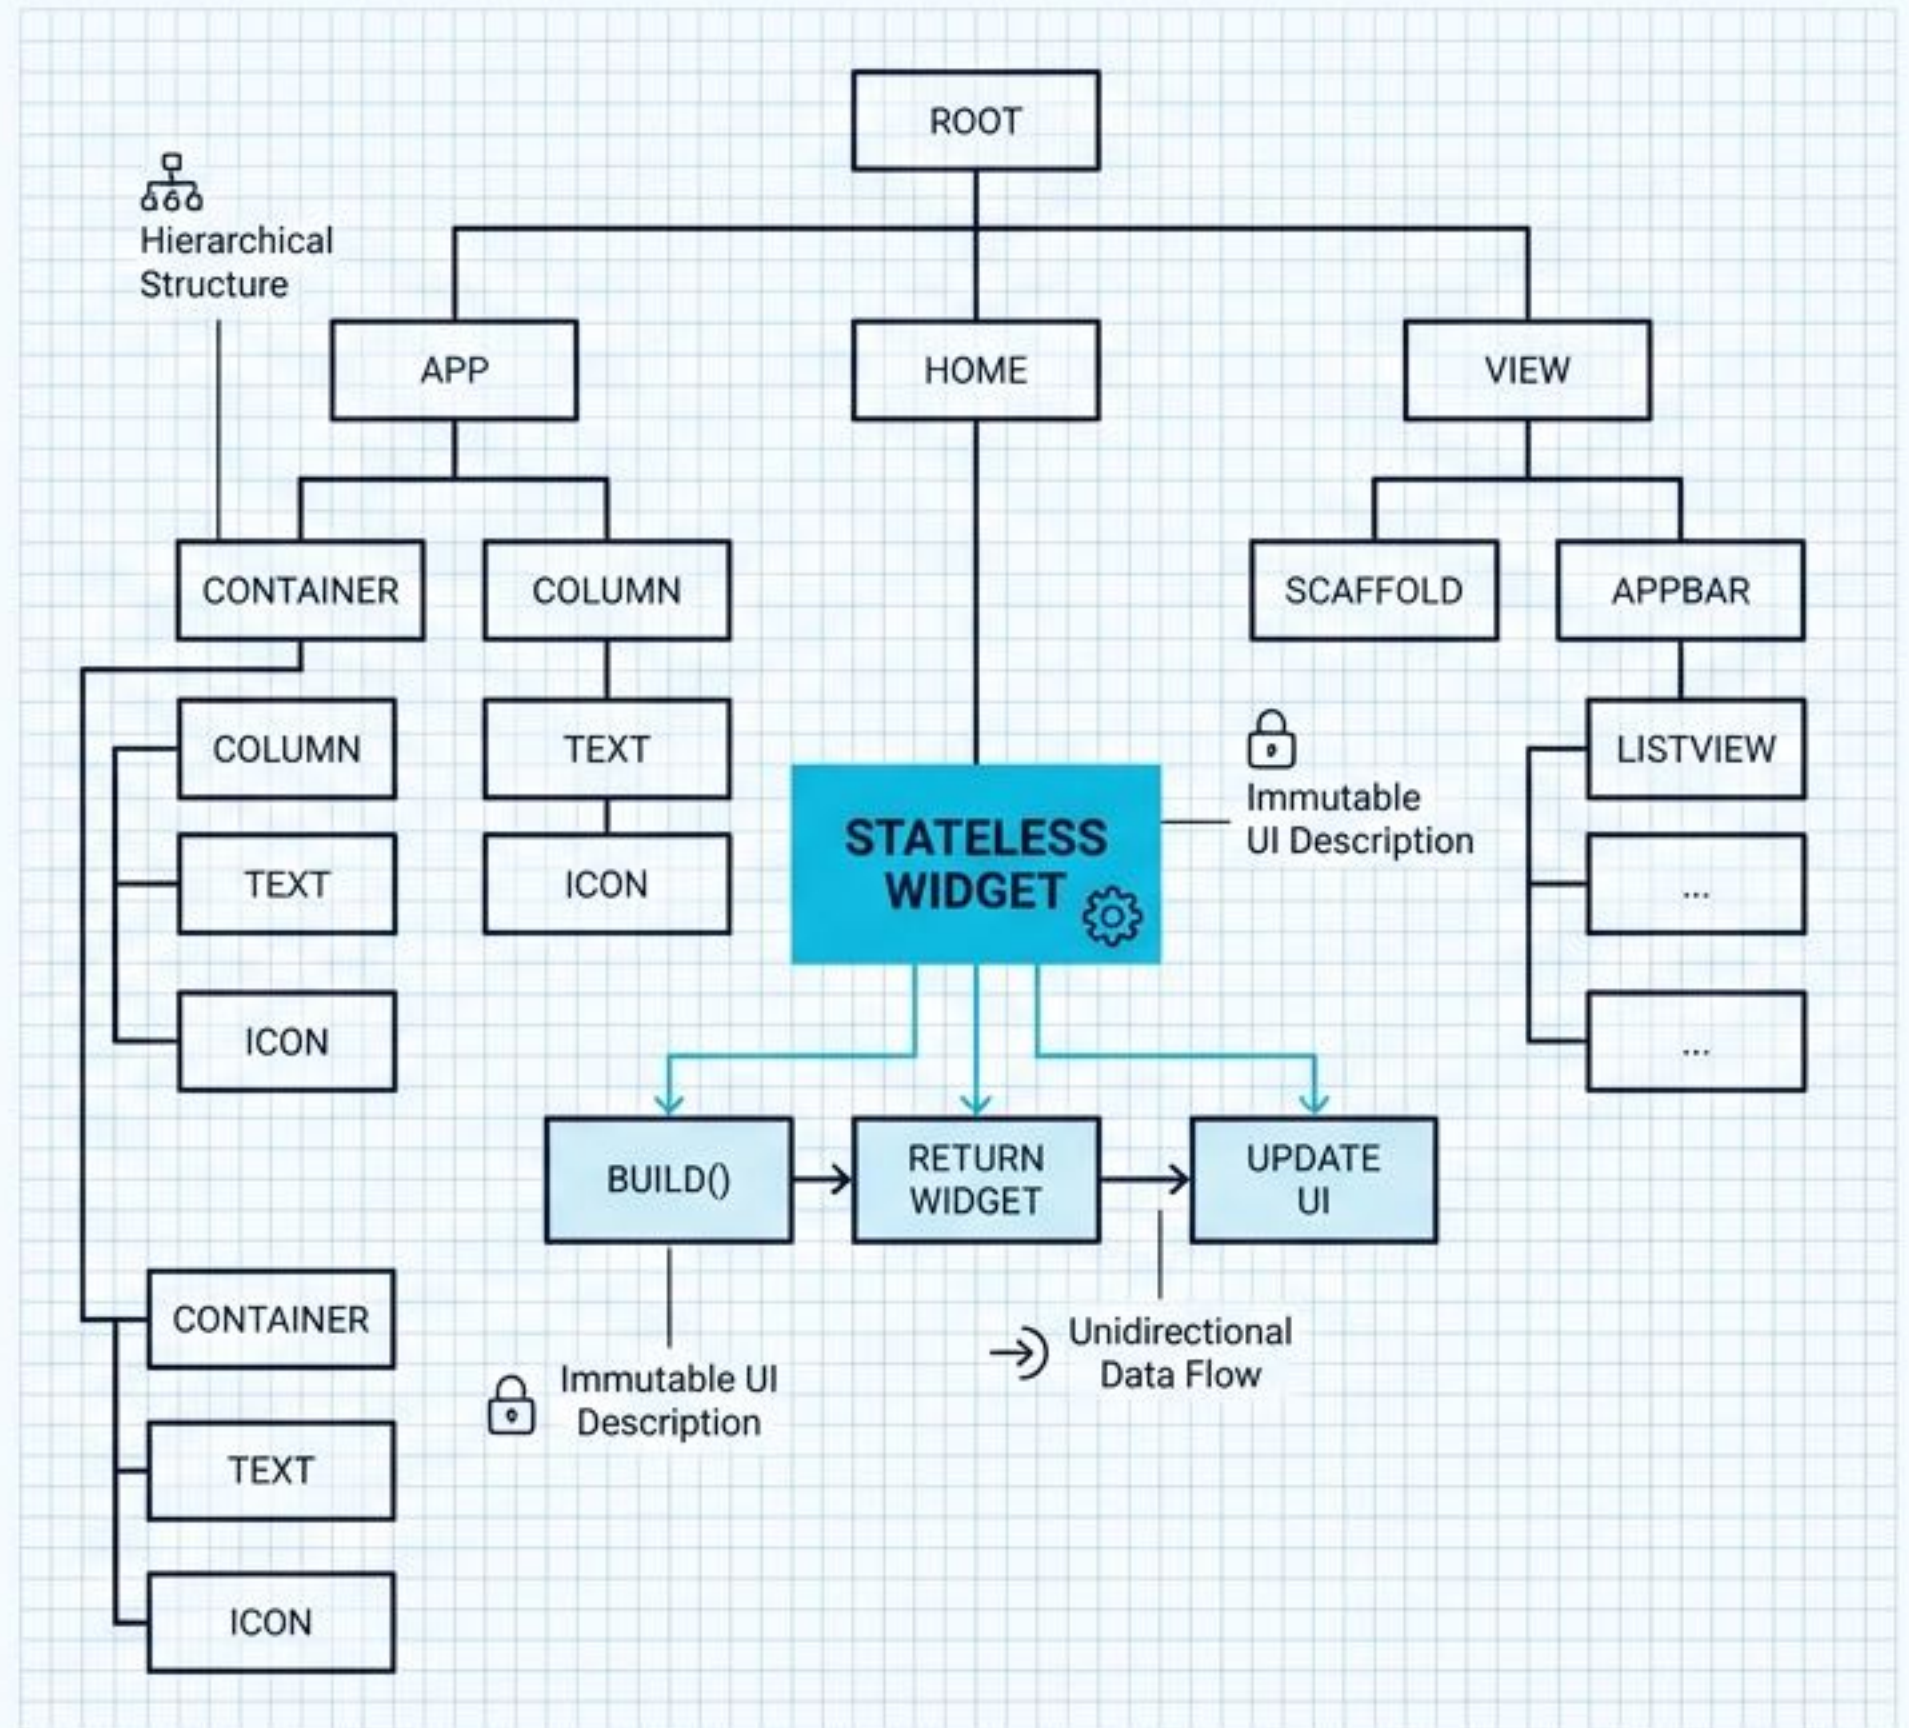 ROOT
Hierarchical
Structure
APP
HOME
VIEW
CONTAINER
COLUMN
SCAFFOLD
APPBAR
COLUMN
TEXT
LISTVIEW
Immutable
UI Description
STATELESS
WIDGET
TEXT
ICON
...
ICON
...
BUILD()
RETURN
WIDGET
UPDATE
UI
CONTAINER
Unidirectional
Data Flow
Immutable UI
Description
TEXT
ICON